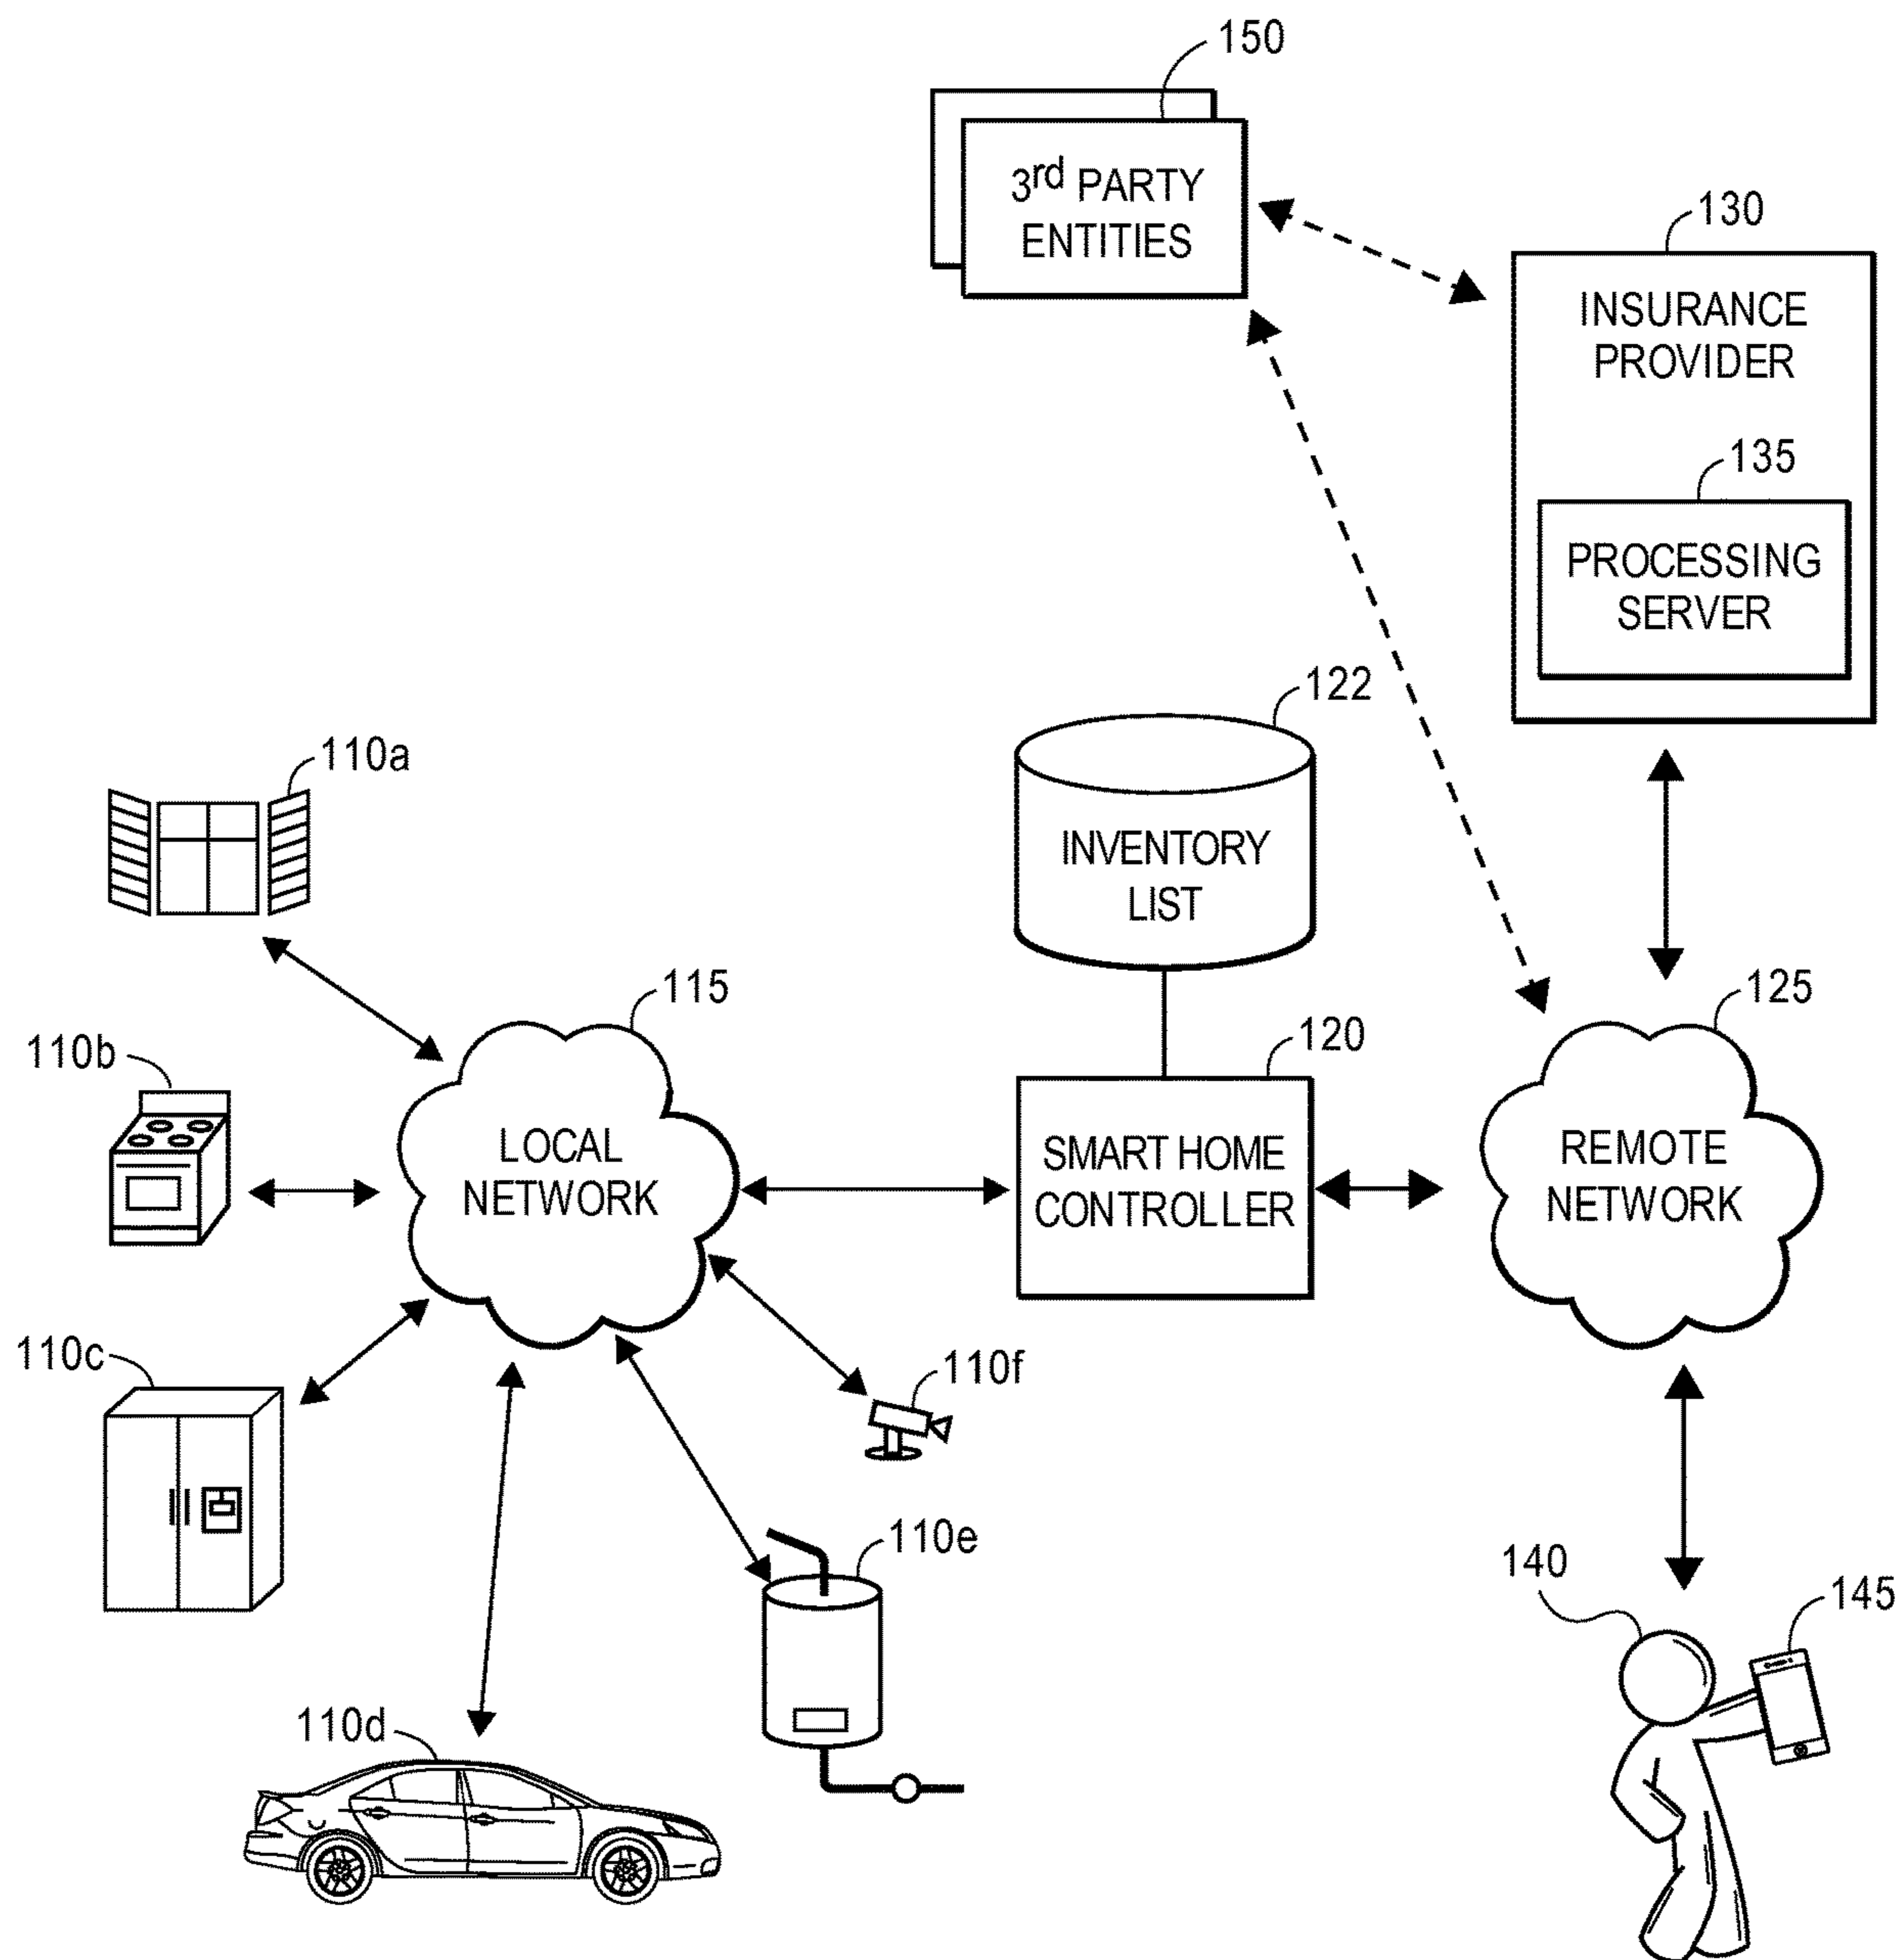 150
3rd PARTY
ENTITIES
130
INSURANCE
PROVIDER
135
PROCESSING
SERVER
122
INVENTORY
LIST
110a
115
LOCAL
NETWORK
110b
120
SMART HOME
CONTROLLER
125
REMOTE
NETWORK
110c
110f
110e
110d
140
145